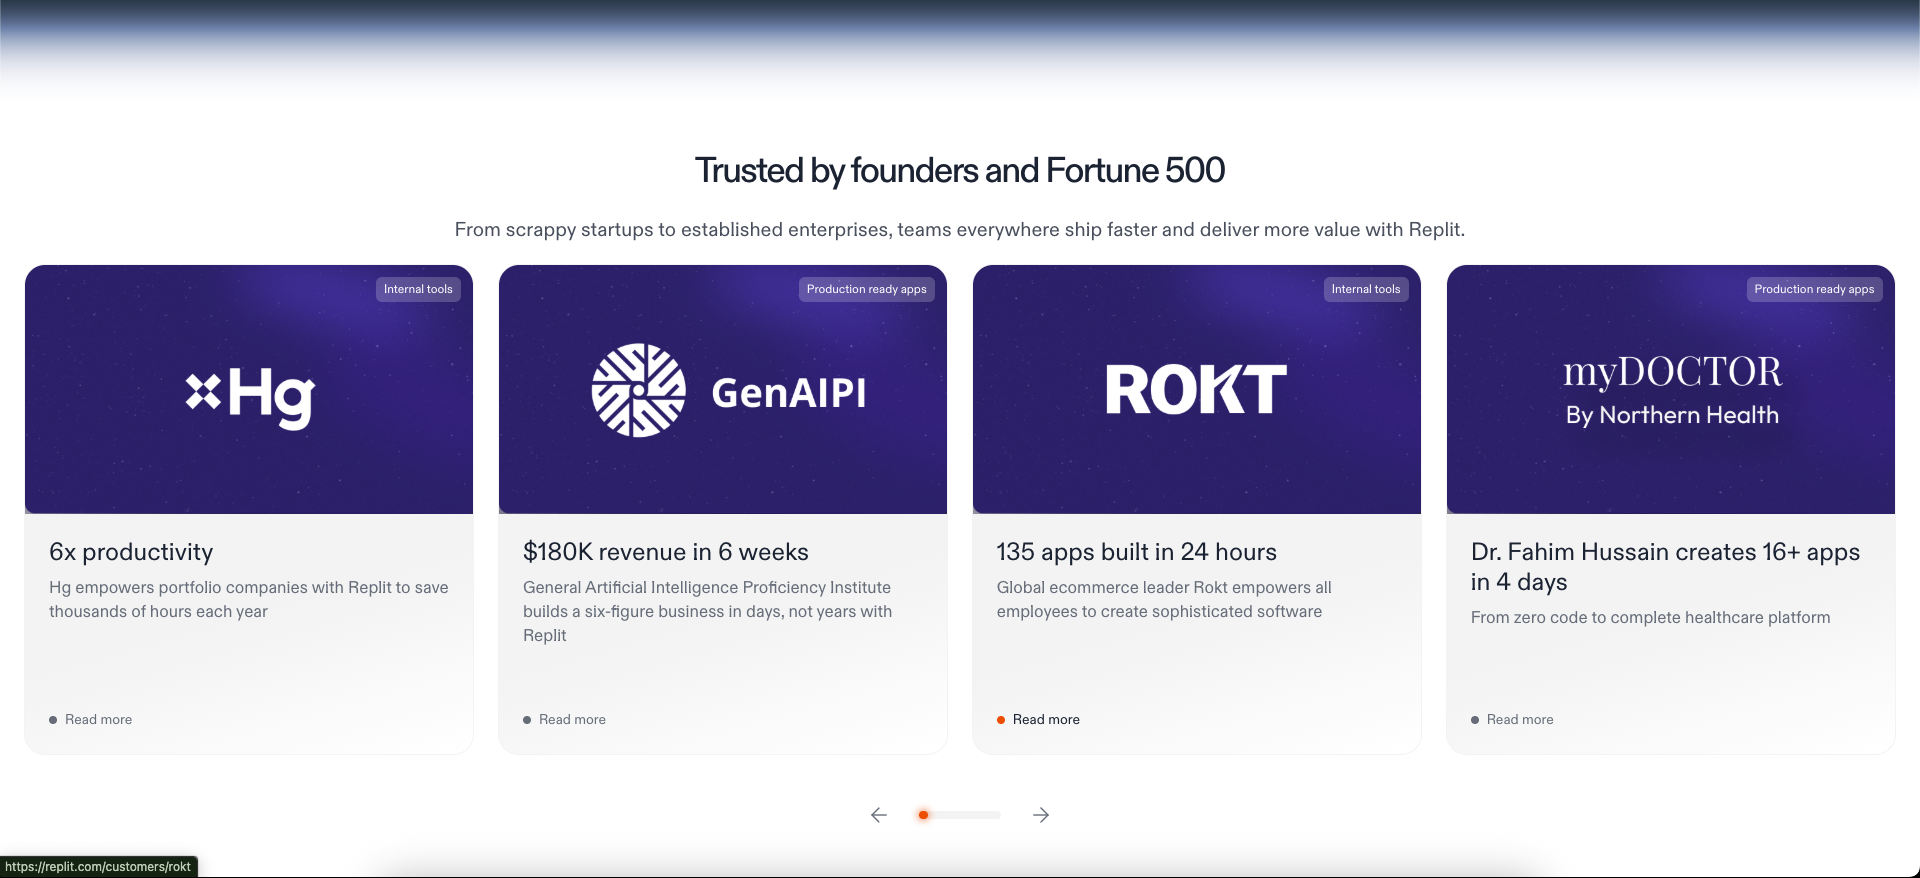 Trusted by founders and Fortune 500
From scrappy startups to established enterprises, teams everywhere ship faster and deliver more value with Replit.
Internal tools
Hg
6x productivity
Hg empowers portfolio companies with Replit to save
thousands of hours each year
Read more
Production ready apps
GenAIPI
$180K revenue in 6 weeks
General Artificial Intelligence Proficiency Institute
builds a six-figure business in days, not years with
Replit
Read more
Internal tools
ROKT
135 apps built in 24 hours
Global ecommerce leader Rokt empowers all
employees to create sophisticated software
Read more
Production ready apps
myDOCTOR
By Northern Health
Dr. Fahim Hussain creates 16+ apps
in 4 days
From zero code to complete healthcare platform
Read more
https://replit.com/customers/rokt